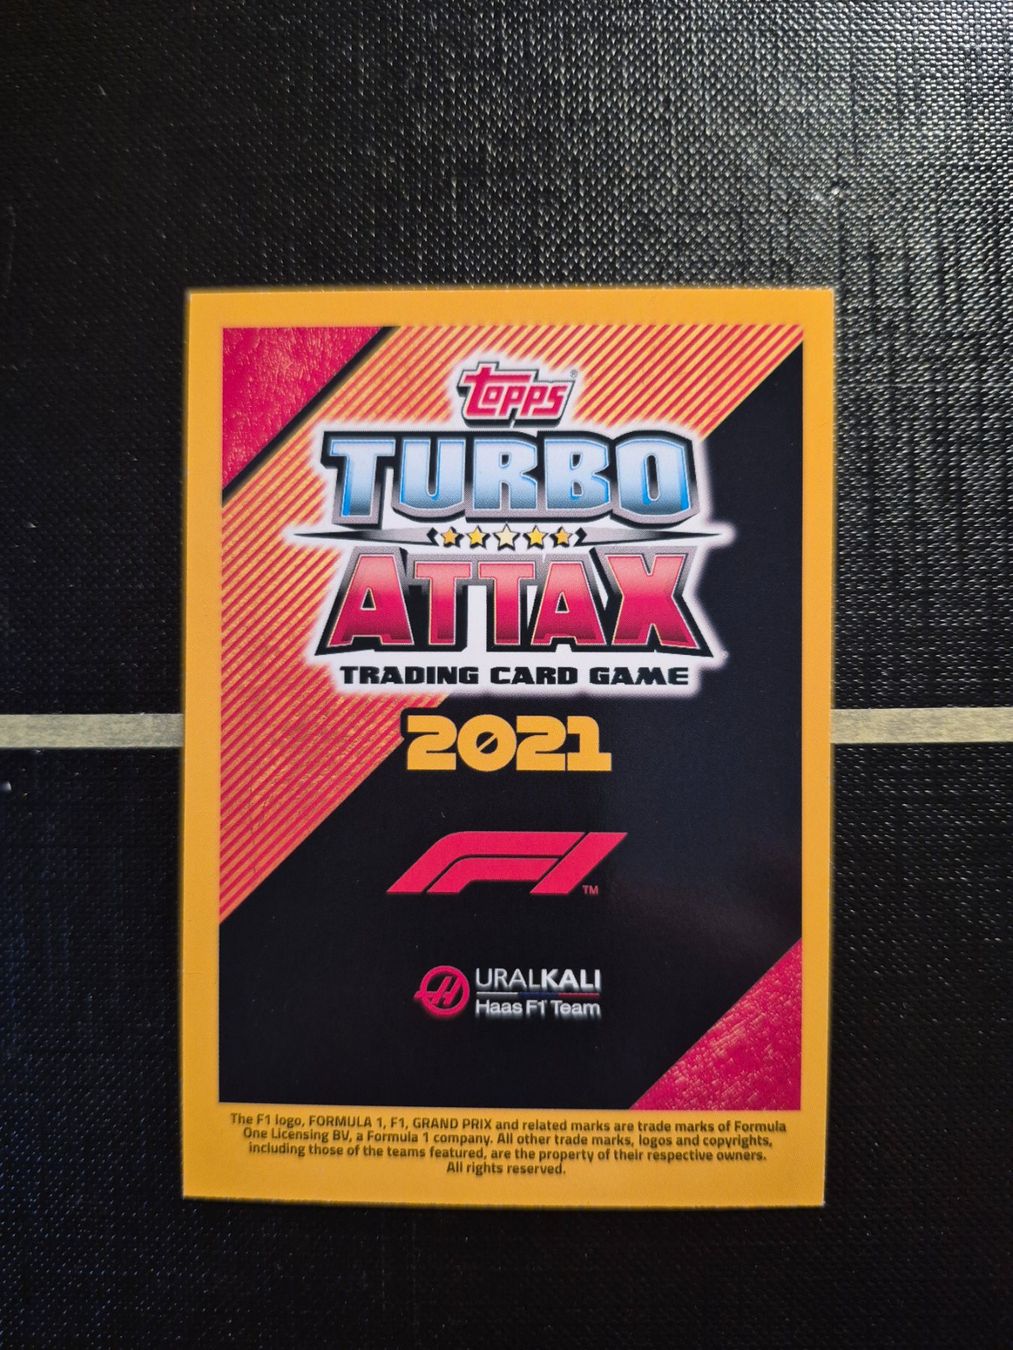 topps®
TURBO
ATTAX
TRADING CARD GAME
2021
F1™
H URALKALI
Haas F1 Team
The F1 logo, FORMULA 1, F1, GRAND PRIX and related marks are trade marks of Formula
One Licensing BV, a Formula 1 company. All other trade marks, logos and copyrights,
including those of the teams featured, are the property of their respective owners.
All rights reserved.